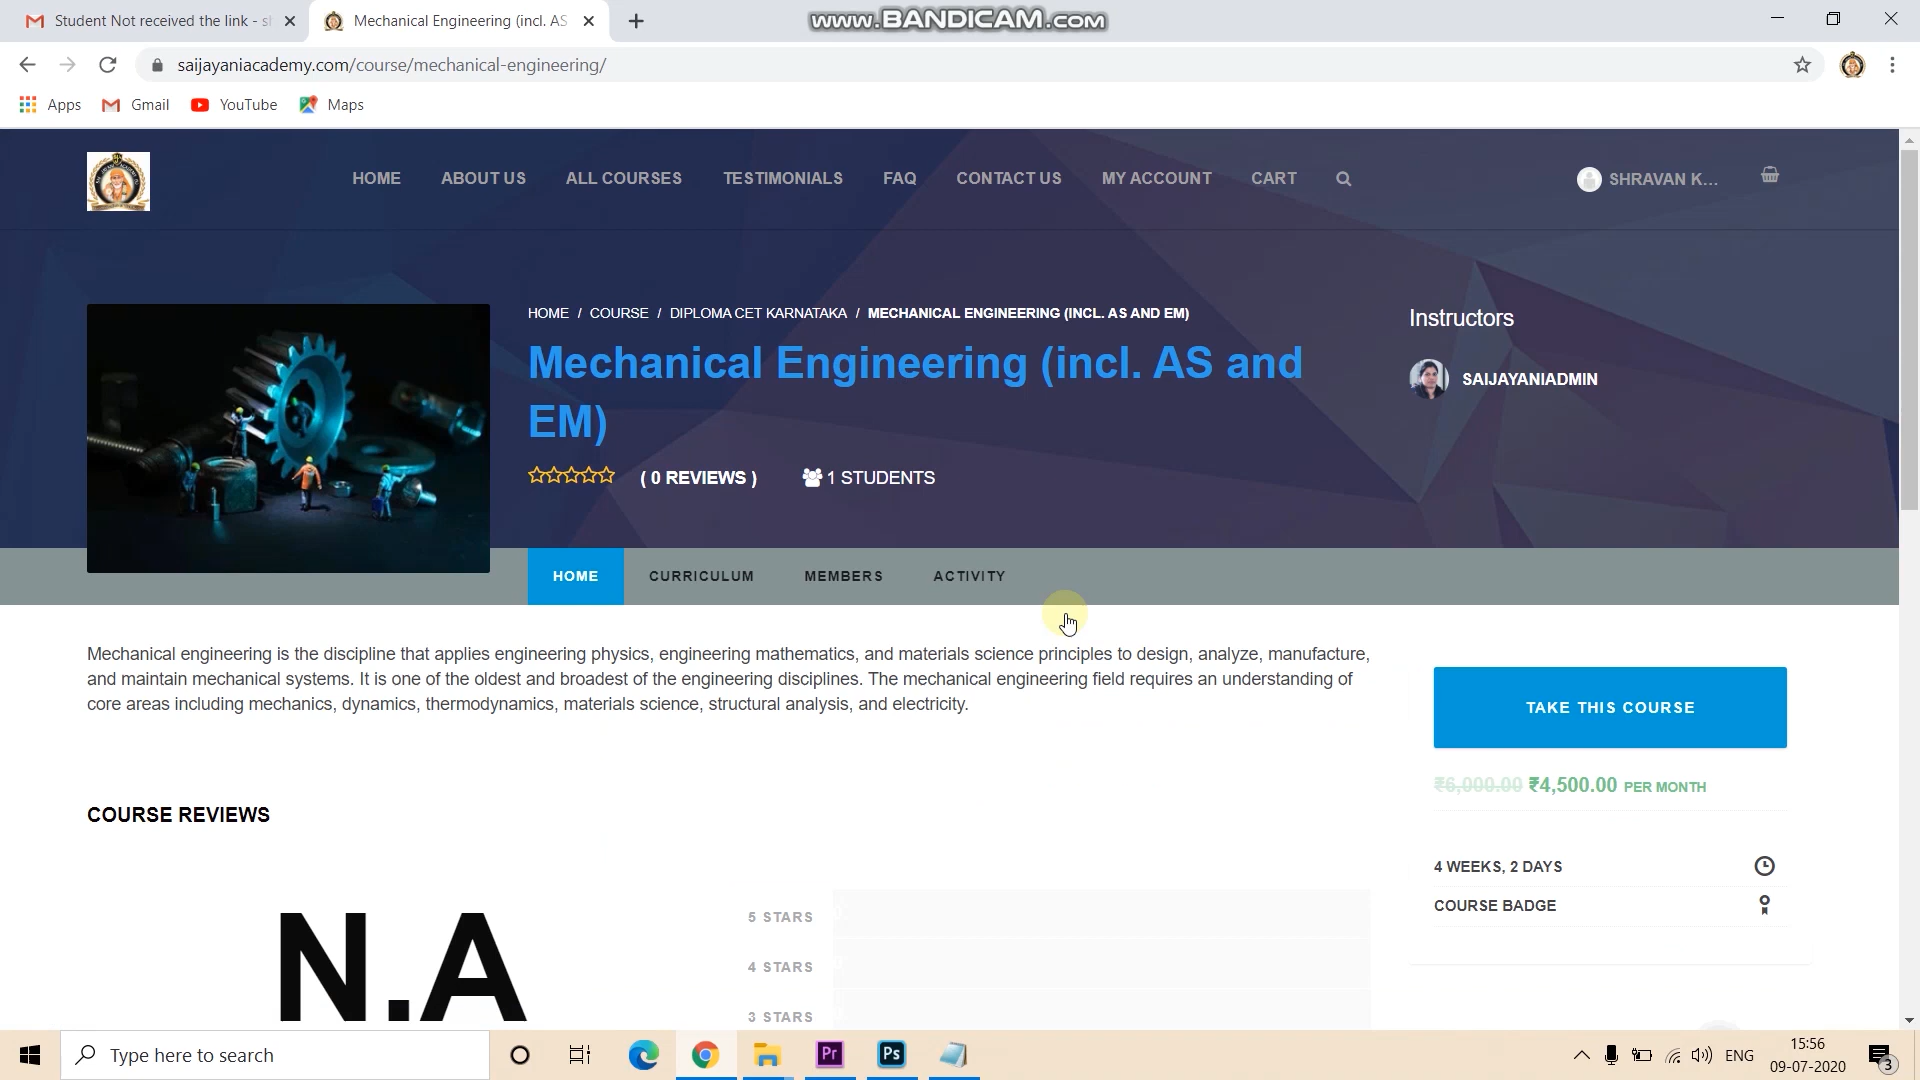 Student Not received the link - s
Mechanical Engineering (incl. AS
www.BANDICAM.com
saijayaniacademy.com/course/mechanical-engineering/
Apps
Gmail
YouTube
Maps
HOME
ABOUT US
ALL COURSES
TESTIMONIALS
FAQ
CONTACT US
MY ACCOUNT
CART
SHRAVAN K...
HOME / COURSE / DIPLOMA CET KARNATAKA / MECHANICAL ENGINEERING (INCL. AS AND EM)
Mechanical Engineering (incl. AS and
EM)
( 0 REVIEWS )
1 STUDENTS
Instructors
SAIJAYANIADMIN
HOME
CURRICULUM
MEMBERS
ACTIVITY
Mechanical engineering is the discipline that applies engineering physics, engineering mathematics, and materials science principles to design, analyze, manufacture,
and maintain mechanical systems. It is one of the oldest and broadest of the engineering disciplines. The mechanical engineering field requires an understanding of
core areas including mechanics, dynamics, thermodynamics, materials science, structural analysis, and electricity.
TAKE THIS COURSE
₹6,000.00 ₹4,500.00 PER MONTH
4 WEEKS, 2 DAYS
COURSE BADGE
COURSE REVIEWS
N.A
5 STARS
4 STARS
3 STARS
Type here to search
Pr
Ps
ENG
15:56
09-07-2020
3